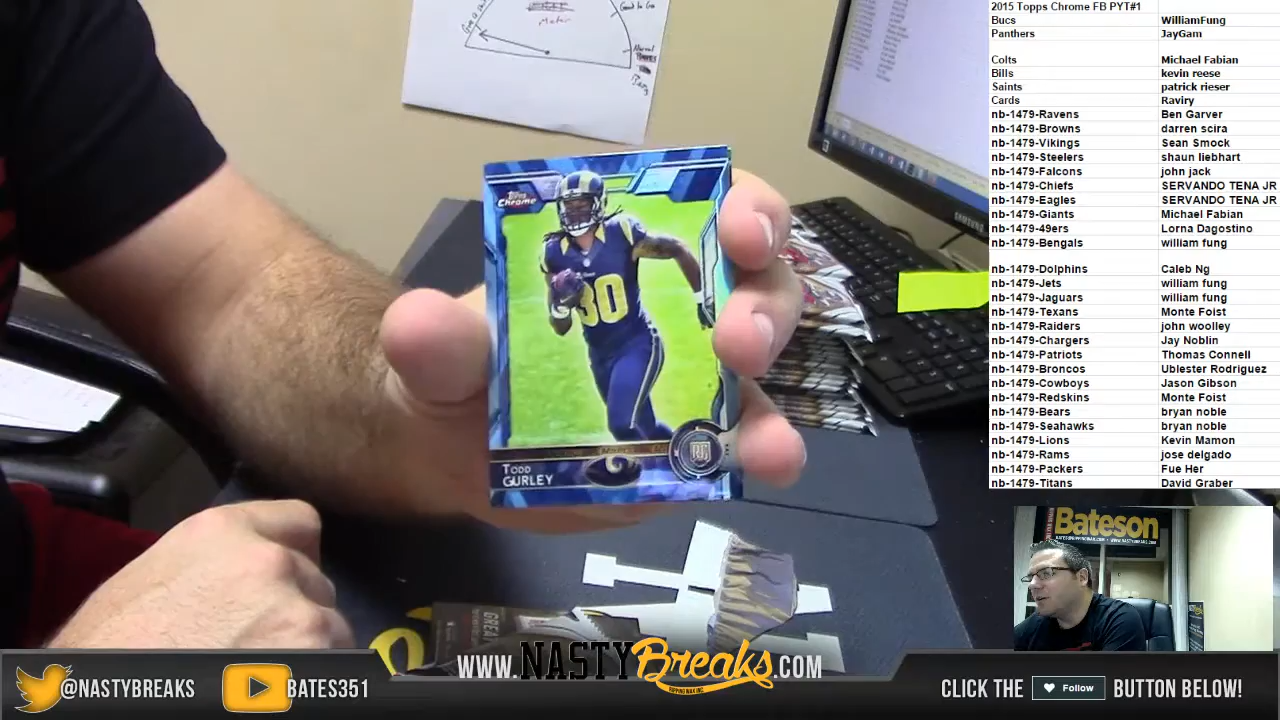 2015 Topps Chrome FB PYT#1
Bucs WilliamFung
Panthers JayGam
Colts Michael Fabian
Bills kevin reese
Saints patrick rieser
Cards Raviry
nb-1479-Ravens Ben Garver
nb-1479-Browns darren scira
nb-1479-Vikings Sean Smock
nb-1479-Steelers shaun liebhart
nb-1479-Falcons john jack
nb-1479-Chiefs SERVANDO TENA JR
nb-1479-Eagles SERVANDO TENA JR
nb-1479-Giants Michael Fabian
nb-1479-49ers Lorna Dagostino
nb-1479-Bengals william fung
nb-1479-Dolphins Caleb Ng
nb-1479-Jets william fung
nb-1479-Jaguars william fung
nb-1479-Texans Monte Foist
nb-1479-Raiders john woolley
nb-1479-Chargers Jay Noblin
nb-1479-Patriots Thomas Connell
nb-1479-Broncos Ublester Rodriguez
nb-1479-Cowboys Jason Gibson
nb-1479-Redskins Monte Foist
nb-1479-Bears bryan noble
nb-1479-Seahawks bryan noble
nb-1479-Lions Kevin Mamon
nb-1479-Rams jose delgado
nb-1479-Packers Fue Her
nb-1479-Titans David Graber
Meter
Good to Go
Topps
Chrome
30
TODD
GURLEY
SAMSUNG
Bateson
@NASTYBREAKS
BATES351
WWW.NASTYBreaks.COM
RIPPING WAX INC.
CLICK THE Follow BUTTON BELOW!